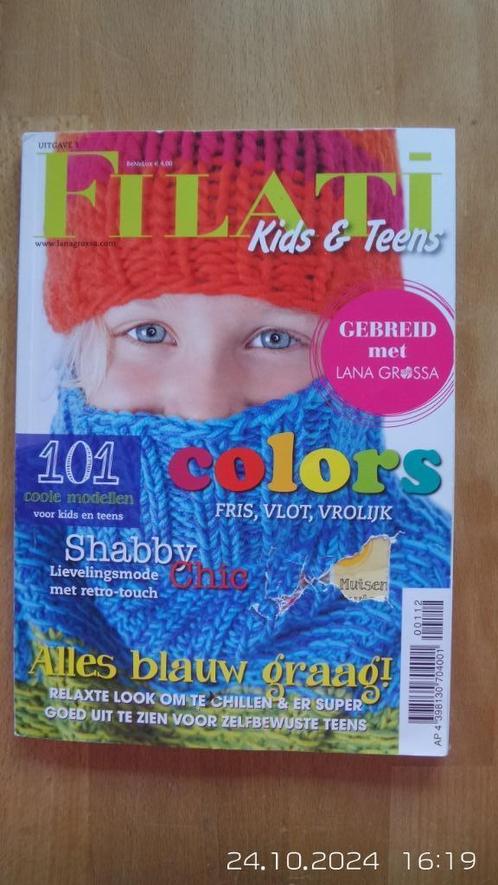 UITGAVE 1
BeNeLux € 4,00
FILATI
Kids & Teens
www.lanagrossa.com
GEBREID
met
LANA GROSSA
101
coole modellen
voor kids en teens
colors
FRIS, VLOT, VROLIJK
Shabby
Chic
Lievelingsmode
met retro-touch
Mutsen
Alles blauw graag!
RELAXTE LOOK OM TE CHILLEN & ER SUPER
GOED UIT TE ZIEN VOOR ZELFBEWUSTE TEENS
00112
AP 4 398130 704001
24.10.2024 16:19